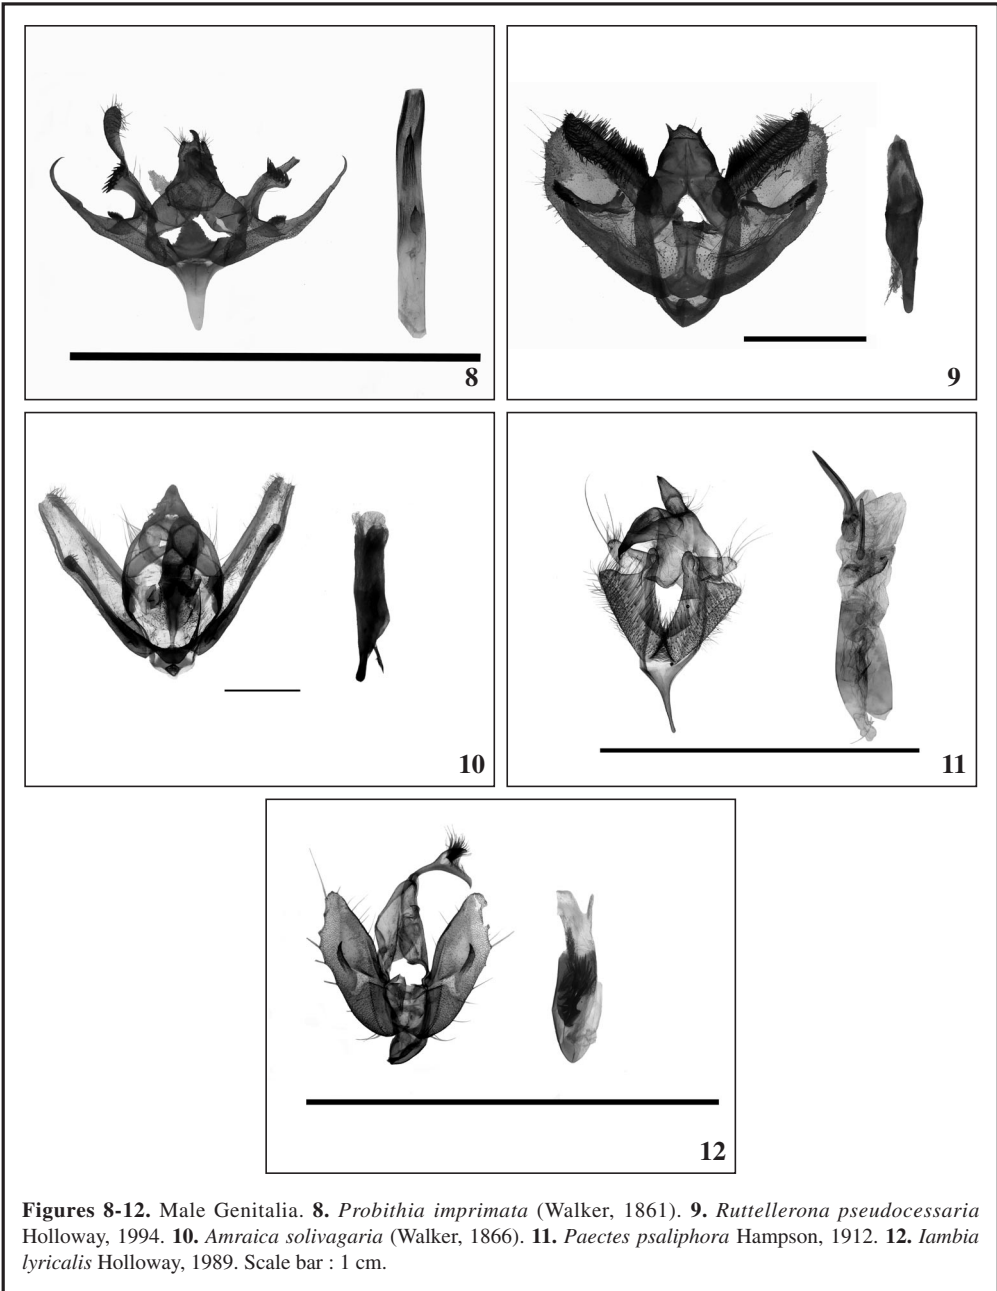 8
9
10
11
12
Figures 8-12. Male Genitalia. 8. Probithia imprimata (Walker, 1861). 9. Ruttellerona pseudocessaria
Holloway, 1994. 10. Amraica solivagaria (Walker, 1866). 11. Paectes psaliphora Hampson, 1912. 12. Iambia
lyricalis Holloway, 1989. Scale bar : 1 cm.